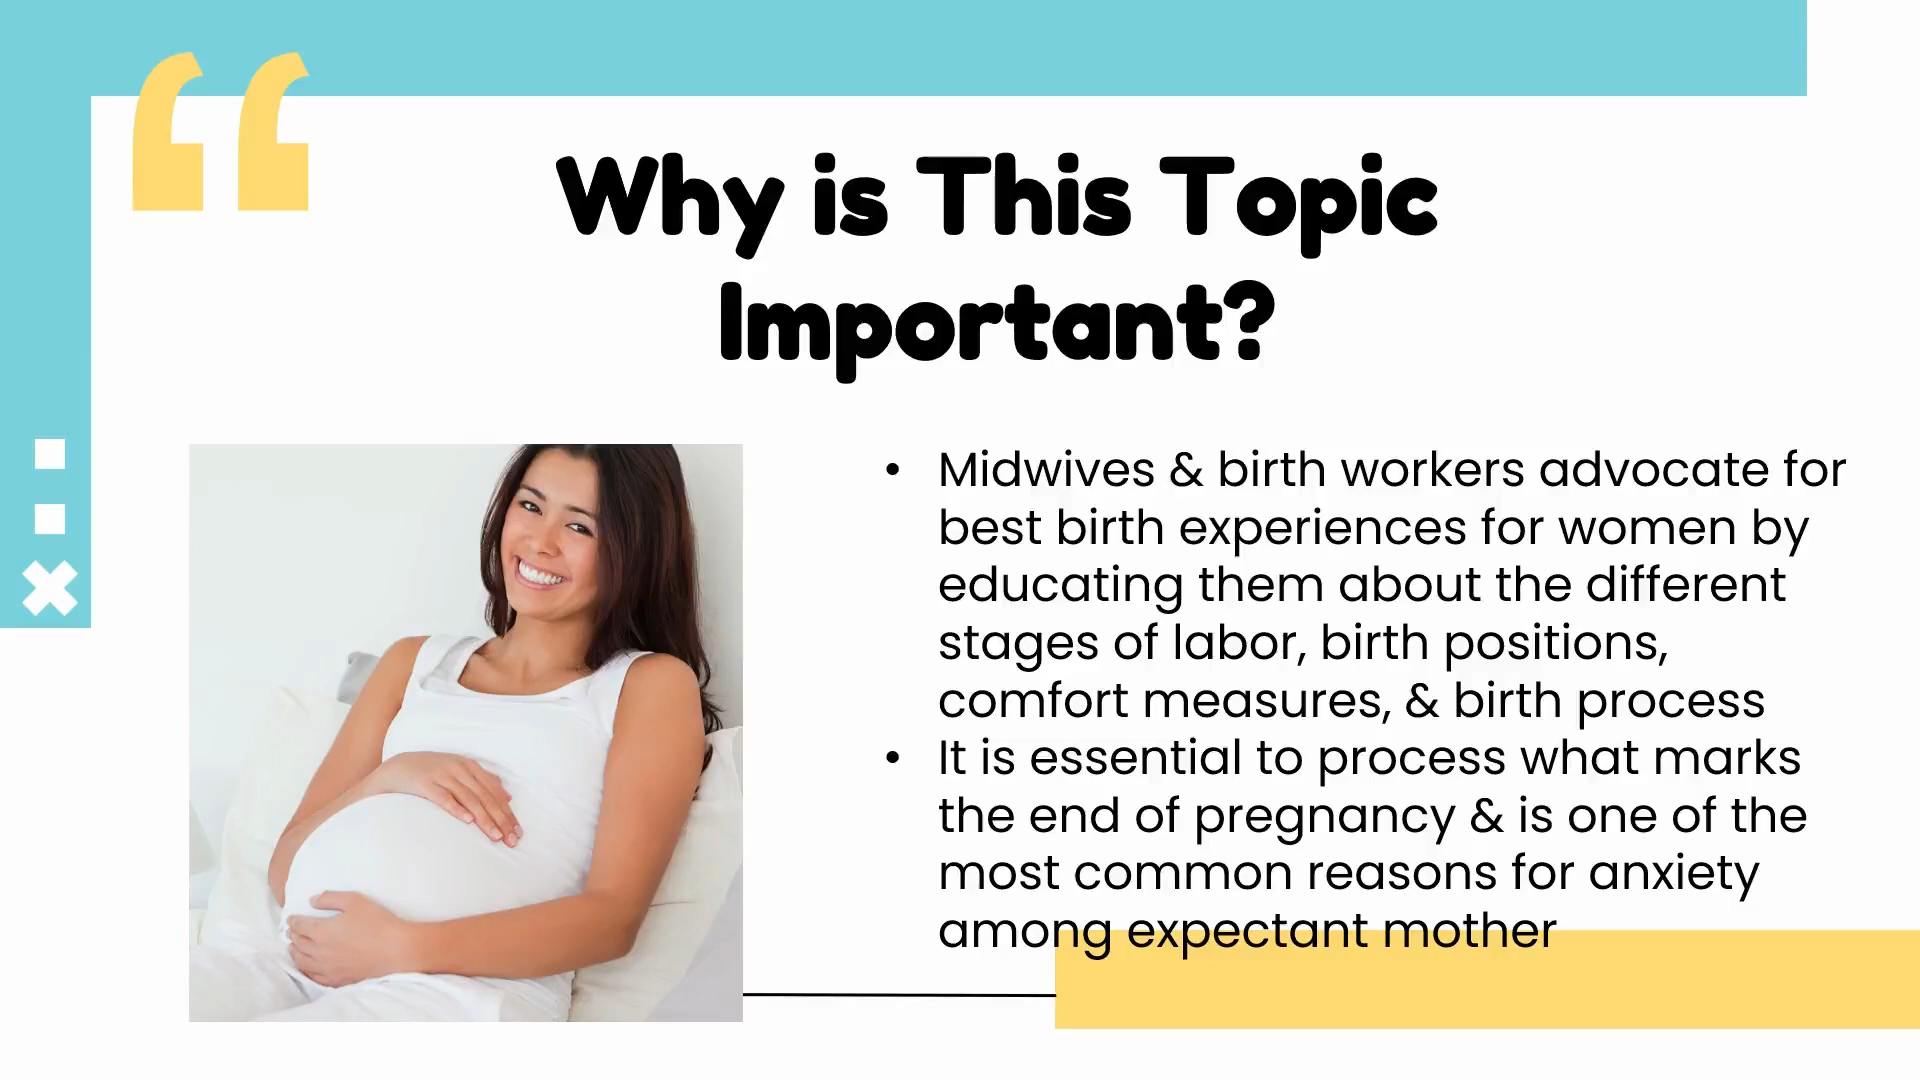 Why is This Topic
Important?
• Midwives & birth workers advocate for
best birth experiences for women by
educating them about the different
stages of labor, birth positions,
comfort measures, & birth process
• It is essential to process what marks
the end of pregnancy & is one of the
most common reasons for anxiety
among expectant mother